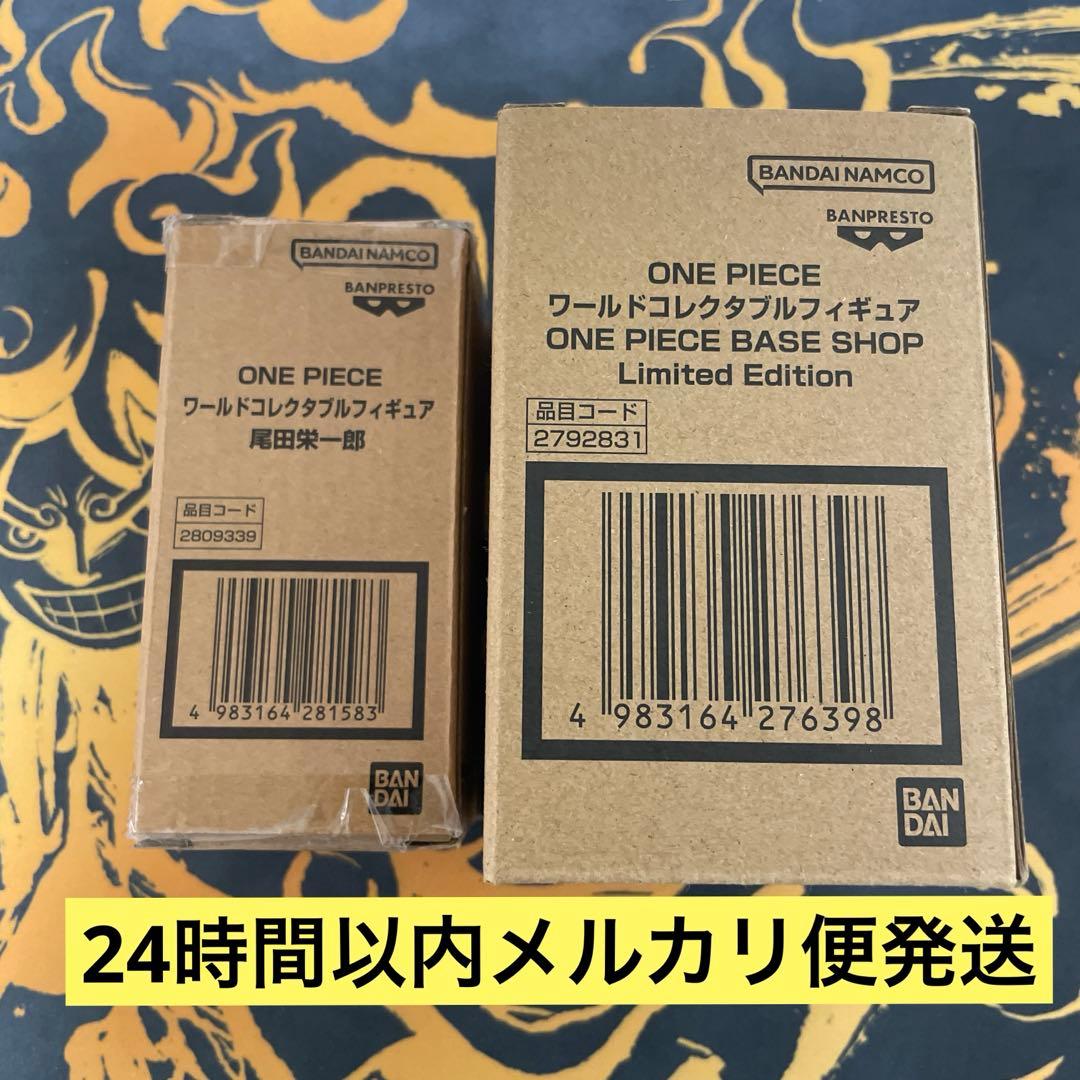 BANDAI NAMCO
BANPRESTO
ONE PIECE
ワールドコレクタブルフィギュア
尾田栄一郎
品目コード
2809339
4 983164 281583
BAN
DAI
BANDAI NAMCO
BANPRESTO
ONE PIECE
ワールドコレクタブルフィギュア
ONE PIECE BASE SHOP
Limited Edition
品目コード
2792831
4 983164 276398
BAN
DAI
24時間以内メルカリ便発送